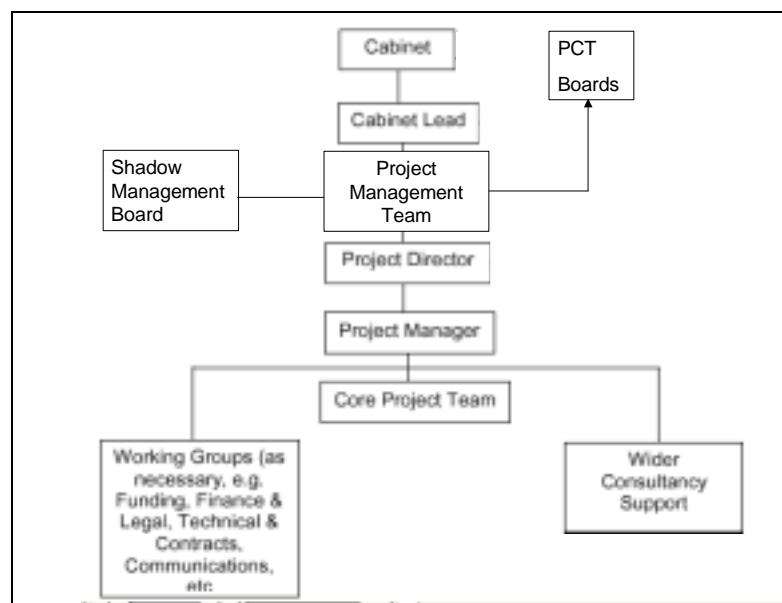 Cabinet
PCT
Boards
Cabinet Lead
Shadow
Management
Board
Project
Management
Team
Project Director
Project Manager
Core Project Team
Working Groups (as
necessary, e.g.
Funding, Finance &
Legal, Technical &
Contracts,
Communications,
etc
Wider
Consultancy
Support